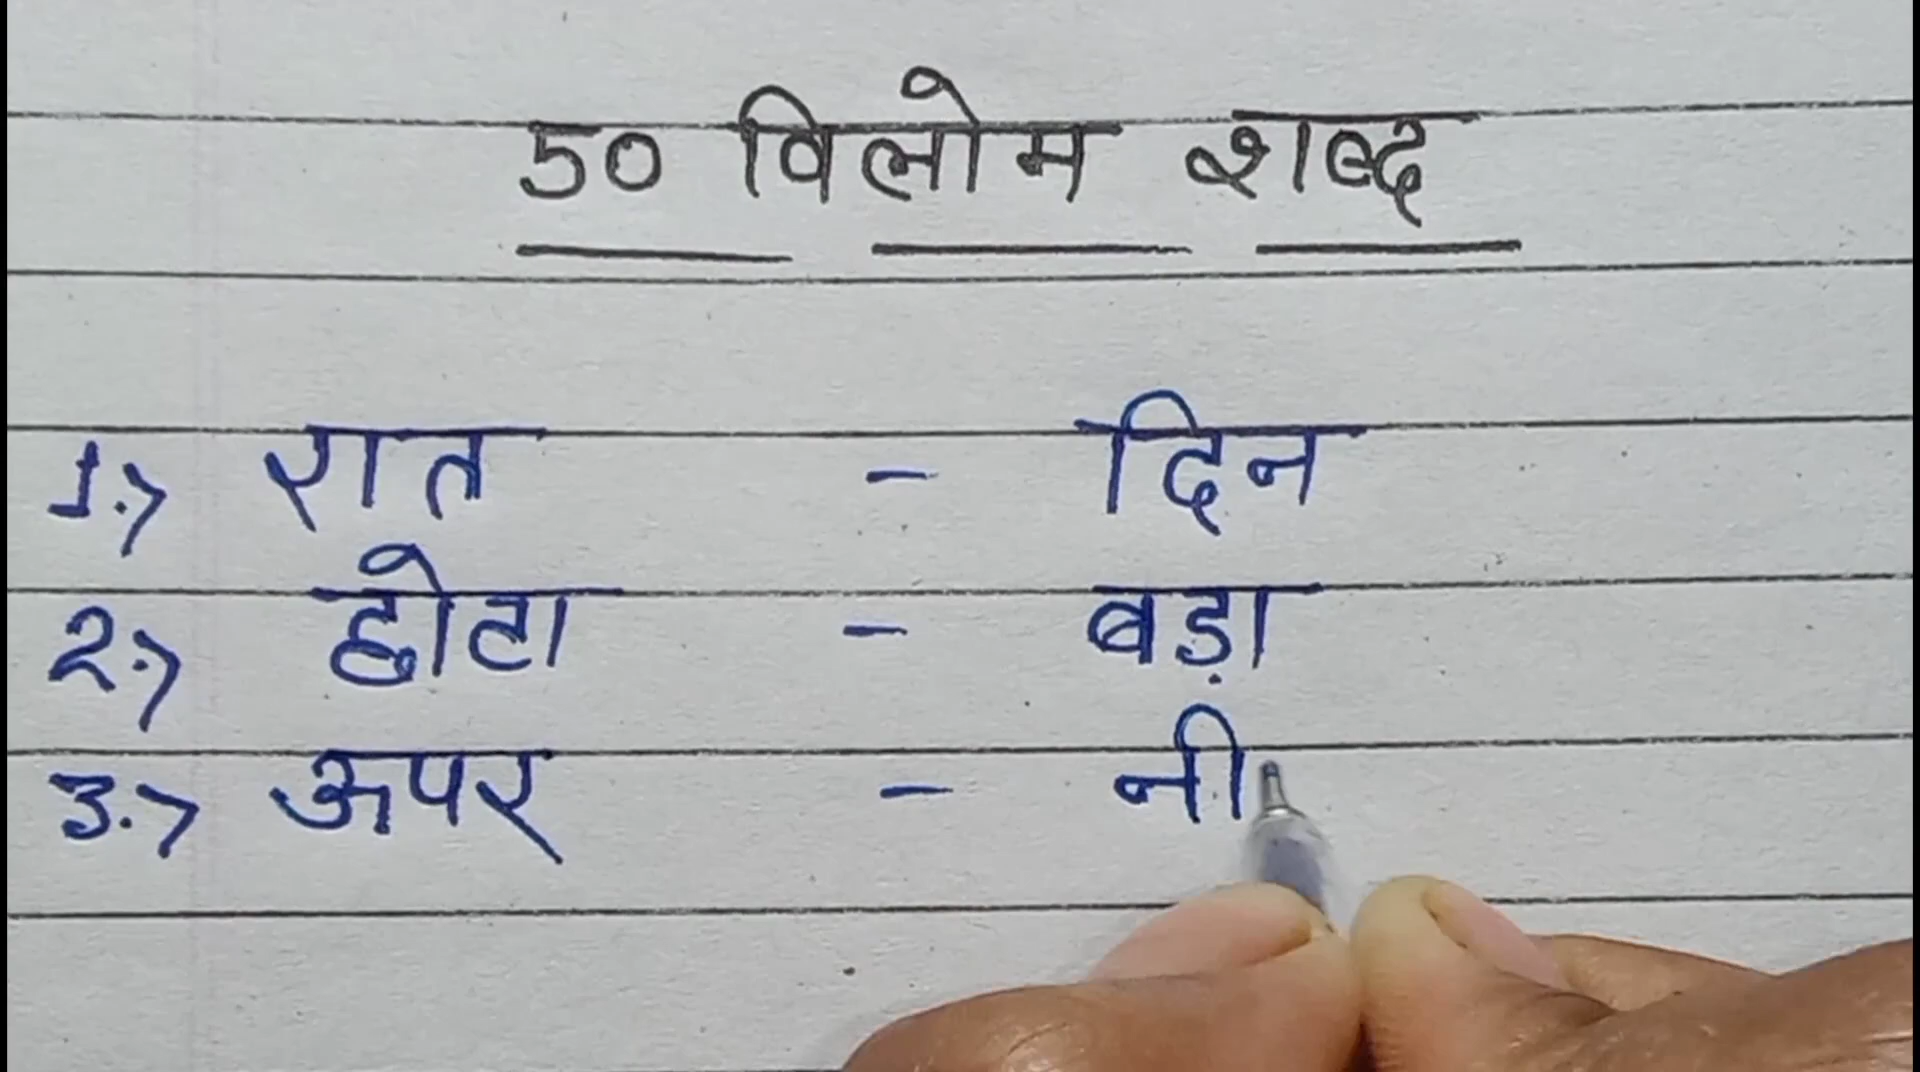 50 विलोम शब्द
1.> रात - दिन
2.> छोटा - बड़ा
3.> ऊपर - नी